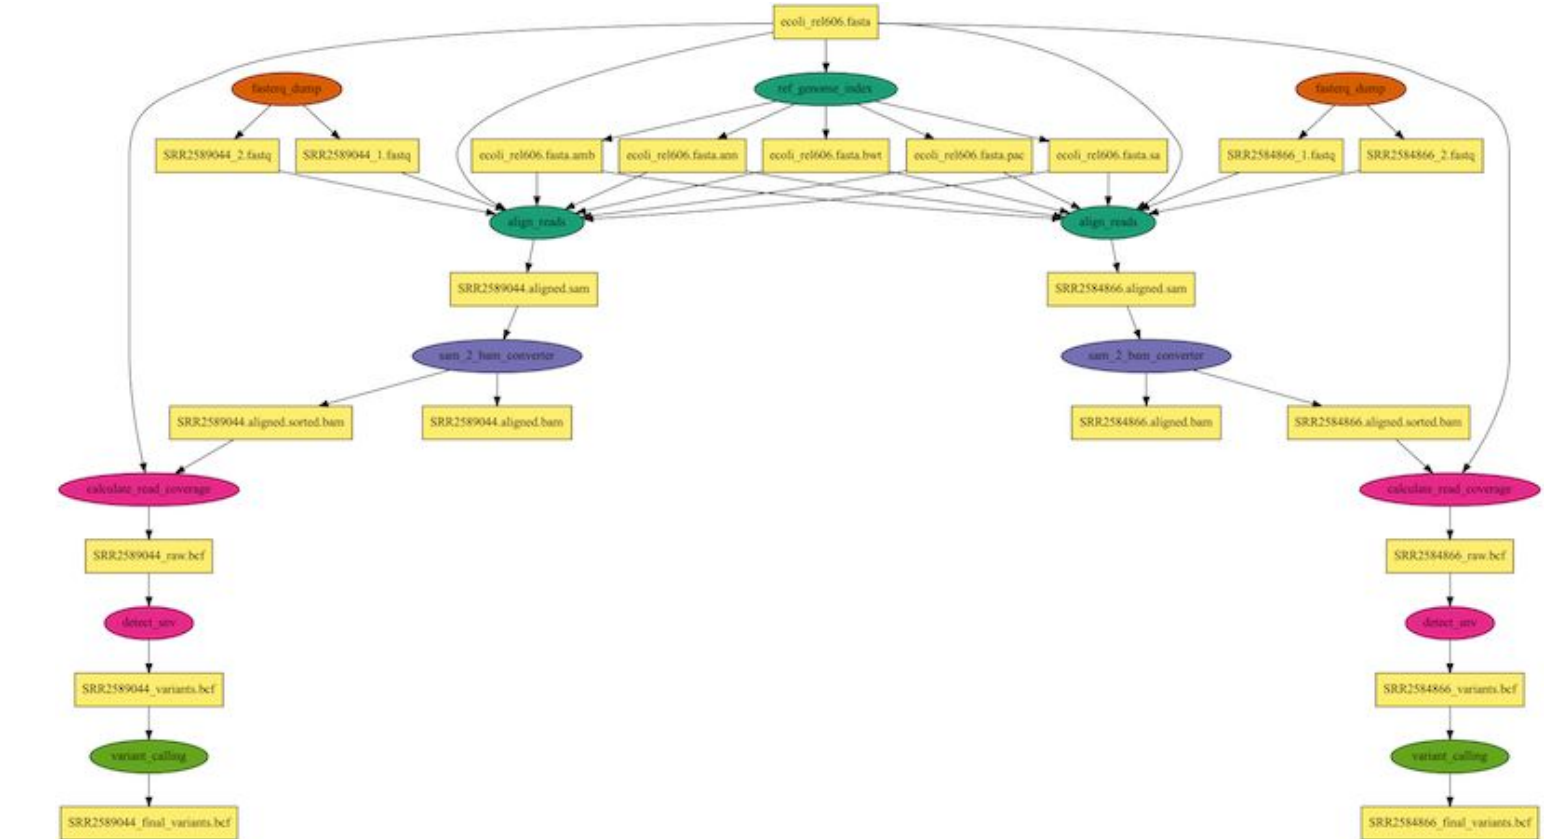 ecoli_rel606.fasta
fasterq_dump
ref_genome_index
fasterq_dump
SRR2589044_2.fastq
SRR2589044_1.fastq
ecoli_rel606.fasta.amb
ecoli_rel606.fasta.ann
ecoli_rel606.fasta.bwt
ecoli_rel606.fasta.pac
ecoli_rel606.fasta.sa
SRR2584866_1.fastq
SRR2584866_2.fastq
align_reads
align_reads
SRR2589044.aligned.sam
SRR2584866.aligned.sam
sam_2_bam_converter
sam_2_bam_converter
SRR2589044.aligned.sorted.bam
SRR2589044.aligned.bam
SRR2584866.aligned.bam
SRR2584866.aligned.sorted.bam
calculate_read_coverage
calculate_read_coverage
SRR2589044_raw.bcf
SRR2584866_raw.bcf
detect_snv
detect_snv
SRR2589044_variants.bcf
SRR2584866_variants.bcf
variant_calling
variant_calling
SRR2589044_final_variants.bcf
SRR2584866_final_variants.bcf